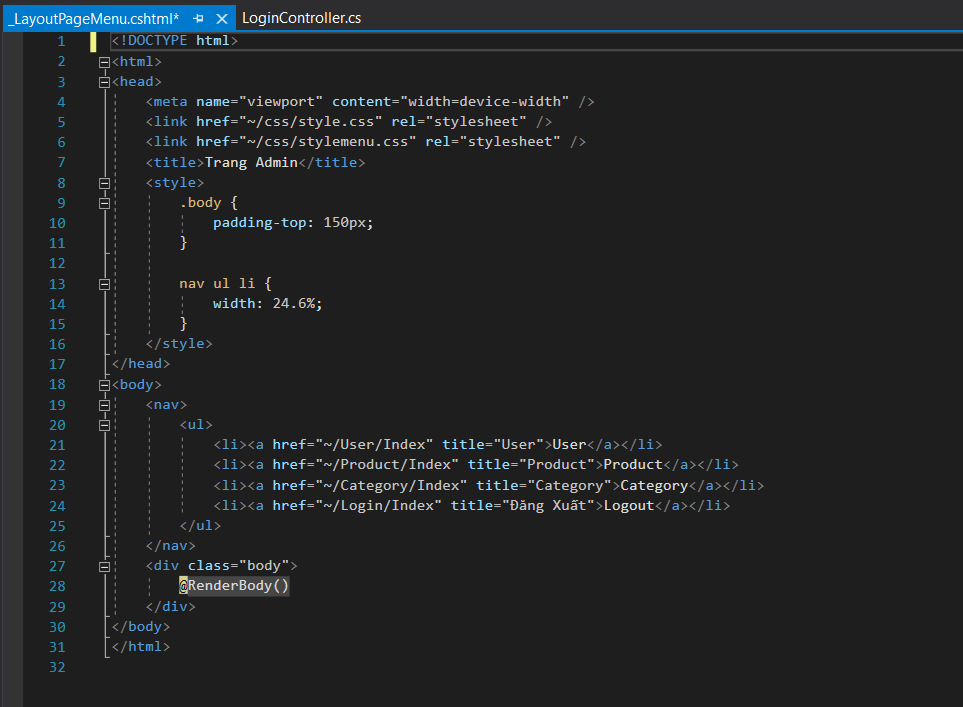 _LayoutPageMenu.cshtml* LoginController.cs
1 <!DOCTYPE html>
2 <html>
3 <head>
4 <meta name="viewport" content="width=device-width" />
5 <link href="~/css/style.css" rel="stylesheet" />
6 <link href="~/css/stylemenu.css" rel="stylesheet" />
7 <title>Trang Admin</title>
8 <style>
9 .body {
10 padding-top: 150px;
11 }
12
13 nav ul li {
14 width: 24.6%;
15 }
16 </style>
17 </head>
18 <body>
19 <nav>
20 <ul>
21 <li><a href="~/User/Index" title="User">User</a></li>
22 <li><a href="~/Product/Index" title="Product">Product</a></li>
23 <li><a href="~/Category/Index" title="Category">Category</a></li>
24 <li><a href="~/Login/Index" title="Đăng Xuất">Logout</a></li>
25 </ul>
26 </nav>
27 <div class="body">
28 @RenderBody()
29 </div>
30 </body>
31 </html>
32